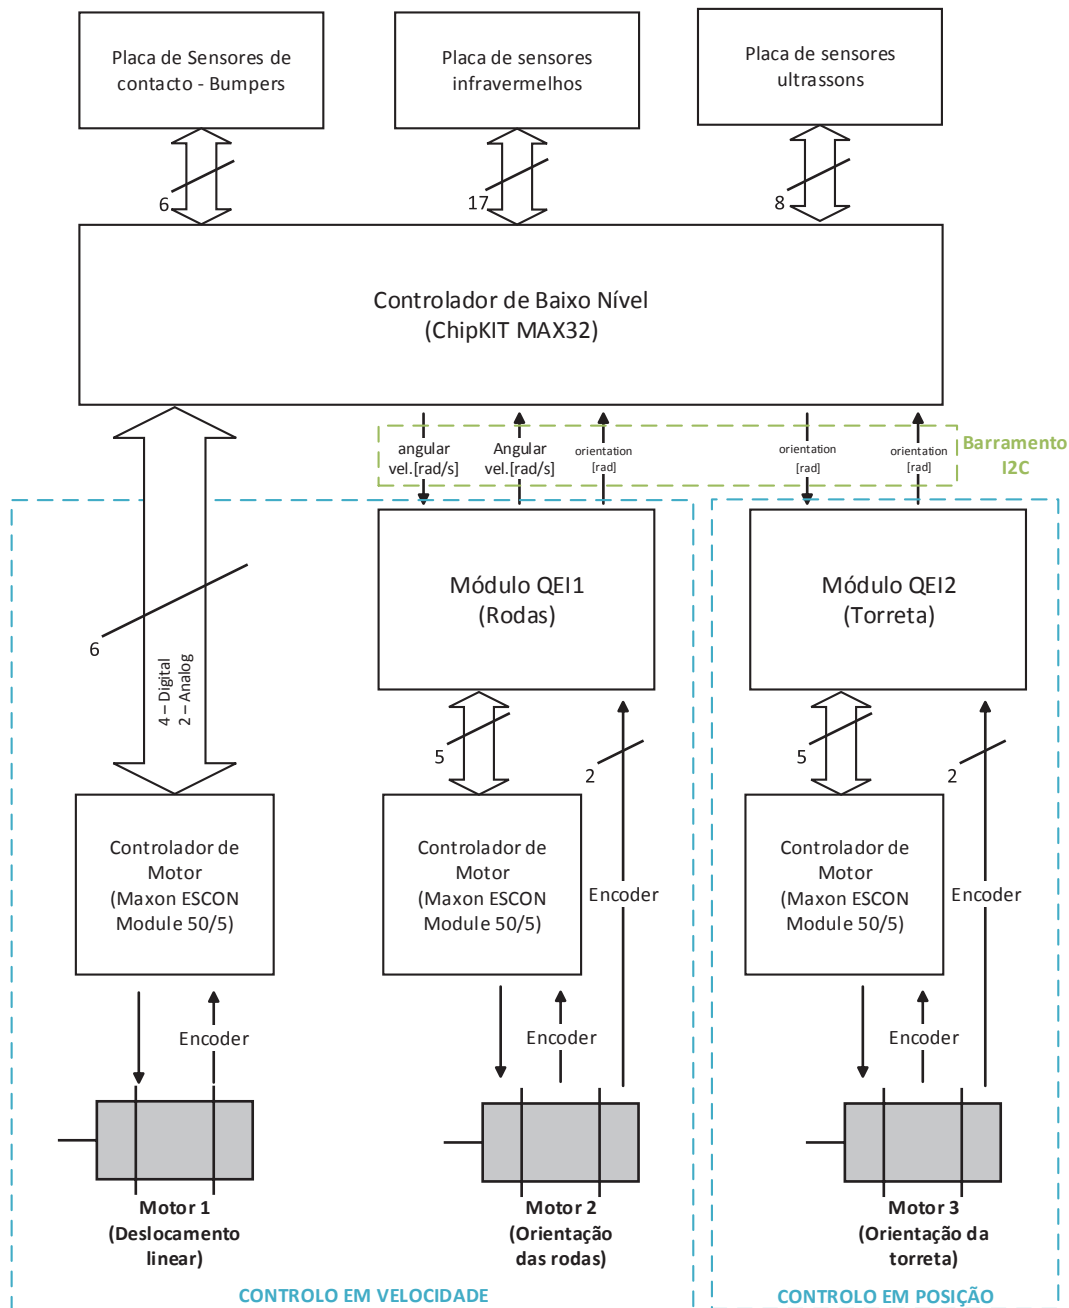 Placa de Sensores de
contacto - Bumpers
Placa de sensores
infravermelhos
Placa de sensores
ultrassons
6
17
8
Controlador de Baixo Nível
(ChipKIT MAX32)
angular
vel.[rad/s]
Angular
vel.[rad/s]
orientation
[rad]
orientation
[rad]
orientation
[rad]
Barramento
I2C
6
4 – Digital
2 – Analog
Módulo QEI1
(Rodas)
Módulo QEI2
(Torreta)
5
2
5
2
Controlador de
Motor
(Maxon ESCON
Module 50/5)
Controlador de
Motor
(Maxon ESCON
Module 50/5)
Encoder
Controlador de
Motor
(Maxon ESCON
Module 50/5)
Encoder
Encoder
Encoder
Encoder
Motor 1
(Deslocamento
linear)
Motor 2
(Orientação
das rodas)
Motor 3
(Orientação da
torreta)
CONTROLO EM VELOCIDADE
CONTROLO EM POSIÇÃO